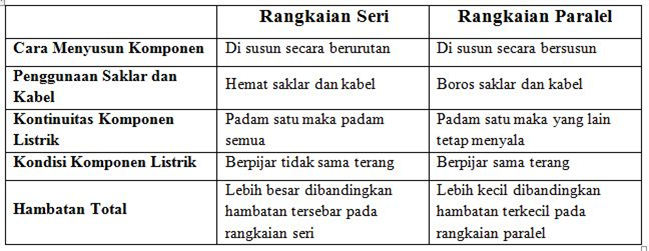 Rangkaian Seri Rangkaian Paralel
Cara Menyusun Komponen Di susun secara berurutan Di susun secara bersusun
Penggunaan Saklar dan
Kabel
Hemat saklar dan kabel Boros saklar dan kabel
Kontinuitas Komponen
Listrik
Padam satu maka padam
semua
Padam satu maka yang lain
tetap menyala
Kondisi Komponen Listrik Berpijar tidak sama terang Berpijar sama terang
Hambatan Total
Lebih besar dibandingkan
hambatan tersebar pada
rangkaian seri
Lebih kecil dibandingkan
hambatan terkecil pada
rangkaian paralel